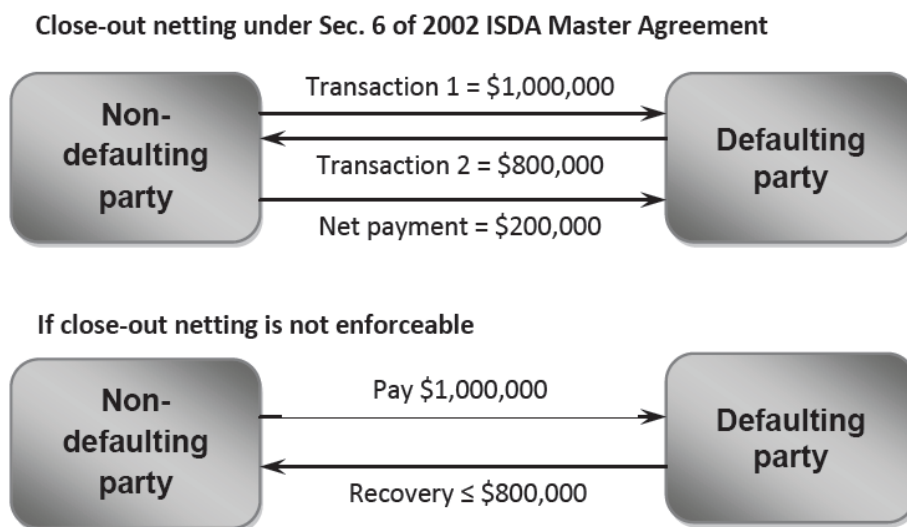 Close-out netting under Sec. 6 of 2002 ISDA Master Agreement
Non-
defaulting
party
Transaction 1 = $1,000,000
Transaction 2 = $800,000
Net payment = $200,000
Defaulting
party
If close-out netting is not enforceable
Non-
defaulting
party
Pay $1,000,000
Recovery ≤ $800,000
Defaulting
party